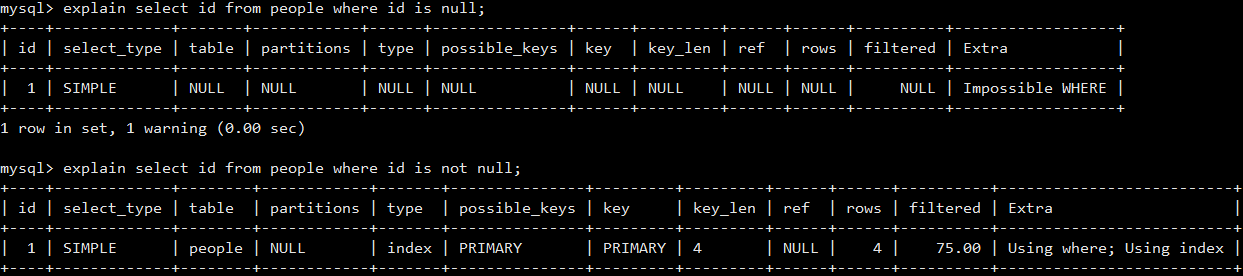 mysql> explain select id from people where id is null;
+----+-------------+-------+------------+------+---------------+------+---------+------+------+----------+------------------+
| id | select_type | table | partitions | type | possible_keys | key  | key_len | ref  | rows | filtered | Extra            |
+----+-------------+-------+------------+------+---------------+------+---------+------+------+----------+------------------+
|  1 | SIMPLE      | NULL  | NULL       | NULL | NULL          | NULL | NULL    | NULL | NULL |     NULL | Impossible WHERE |
+----+-------------+-------+------------+------+---------------+------+---------+------+------+----------+------------------+
1 row in set, 1 warning (0.00 sec)
mysql> explain select id from people where id is not null;
+----+-------------+--------+------------+-------+---------------+---------+---------+------+------+----------+--------------------------+
| id | select_type | table  | partitions | type  | possible_keys | key     | key_len | ref  | rows | filtered | Extra                    |
+----+-------------+--------+------------+-------+---------------+---------+---------+------+------+----------+--------------------------+
|  1 | SIMPLE      | people | NULL       | index | PRIMARY       | PRIMARY | 4       | NULL |    4 |    75.00 | Using where; Using index |
+----+-------------+--------+------------+-------+---------------+---------+---------+------+------+----------+--------------------------+